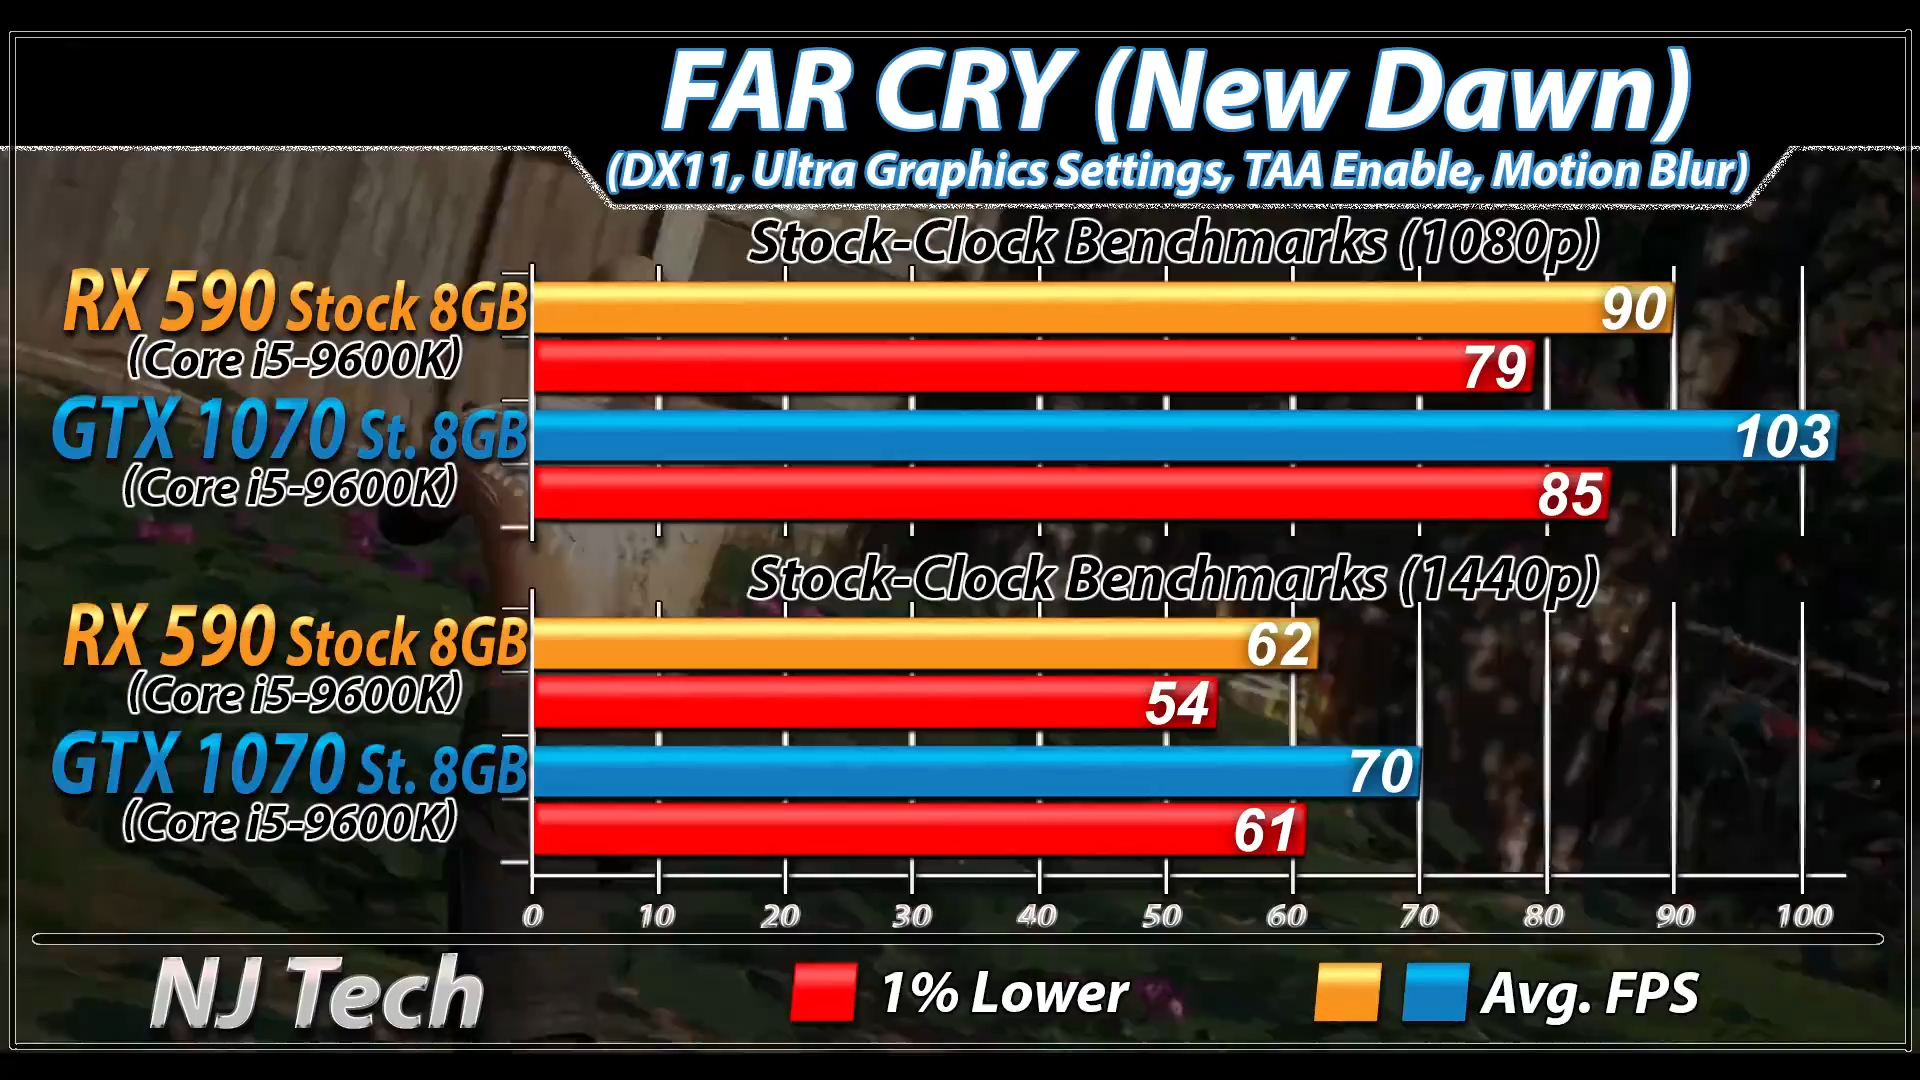 FAR CRY (New Dawn)
(DX11, Ultra Graphics Settings, TAA Enable, Motion Blur)
Stock-Clock Benchmarks (1080p)
RX 590 Stock 8GB
90
(Core i5-9600K)
79
GTX 1070 St. 8GB
103
(Core i5-9600K)
85
Stock-Clock Benchmarks (1440p)
RX 590 Stock 8GB
62
(Core i5-9600K)
54
GTX 1070 St. 8GB
70
(Core i5-9600K)
61
0 10 20 30 40 50 60 70 80 90 100
NJ Tech
1% Lower
Avg. FPS